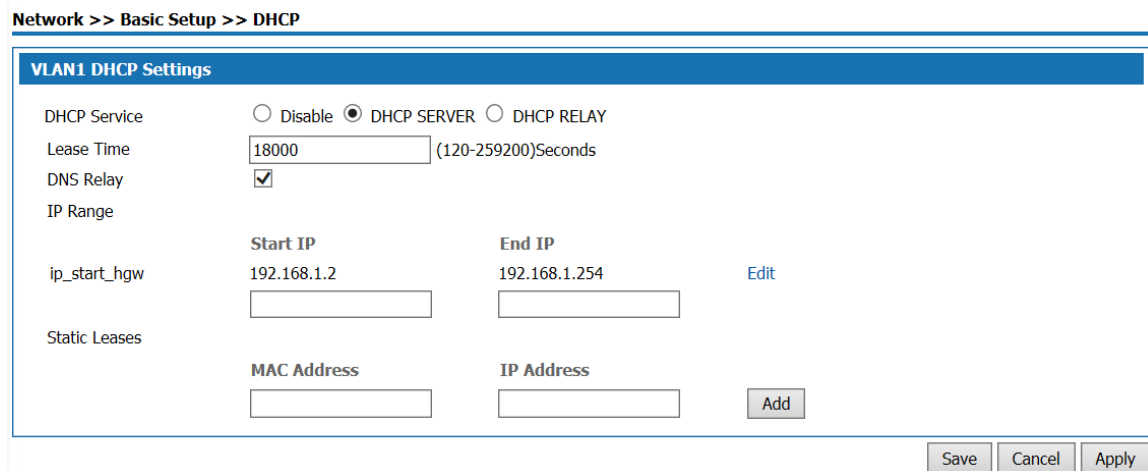 Network >> Basic Setup >> DHCP
VLAN1 DHCP Settings
DHCP Service Disable DHCP SERVER DHCP RELAY
Lease Time 18000 (120-259200)Seconds
DNS Relay
IP Range
Start IP End IP
ip_start_hgw 192.168.1.2 192.168.1.254 Edit
Static Leases
MAC Address IP Address
Add
Save Cancel Apply